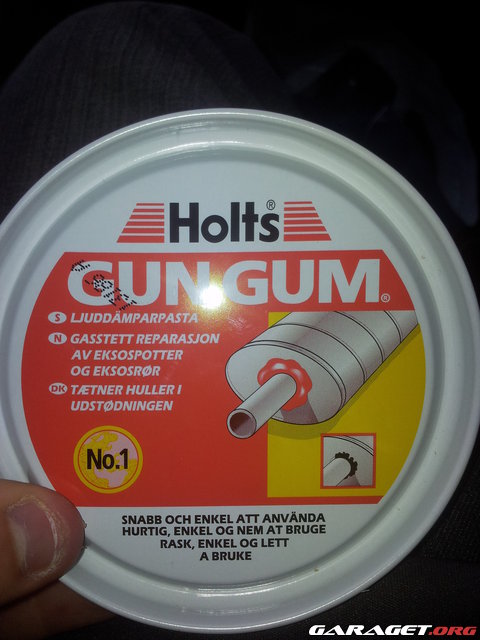 Holts®
GUN GUM®
S LJUDDÄMPARPASTA
N GASTETT REPARASJON
AV EKSOSPOTTER
OG EKSOSRØR
DK TÆTNER HULLER I
UDSTØDNINGEN
No.1
SNABB OCH ENKEL ATT ANVÄNDA
HURTIG, ENKEL OG NEM AT BRUGE
RASK, ENKEL OG LETT
A BRUKE
GARAGET.ORG